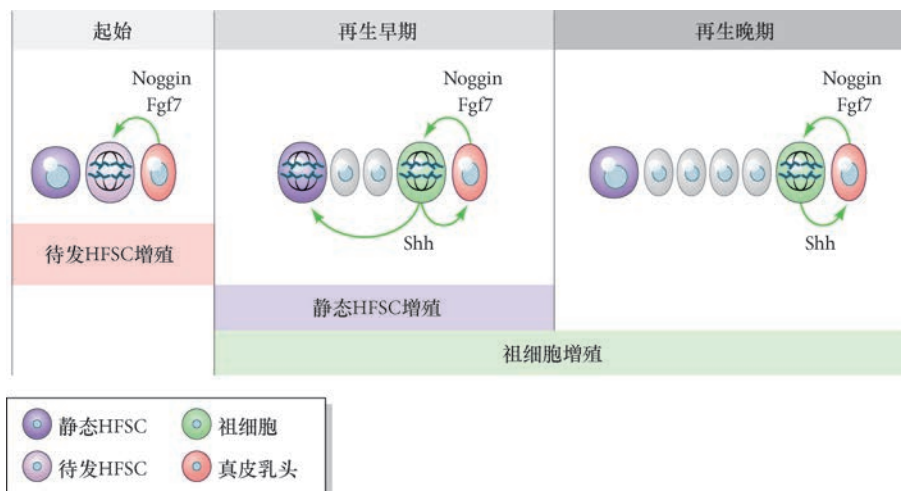 起始
再生早期
再生晚期
Noggin
Fgf7
Noggin
Fgf7
Noggin
Fgf7
Shh
Shh
待发HFSC增殖
静态HFSC增殖
祖细胞增殖
静态HFSC
祖细胞
待发HFSC
真皮乳头